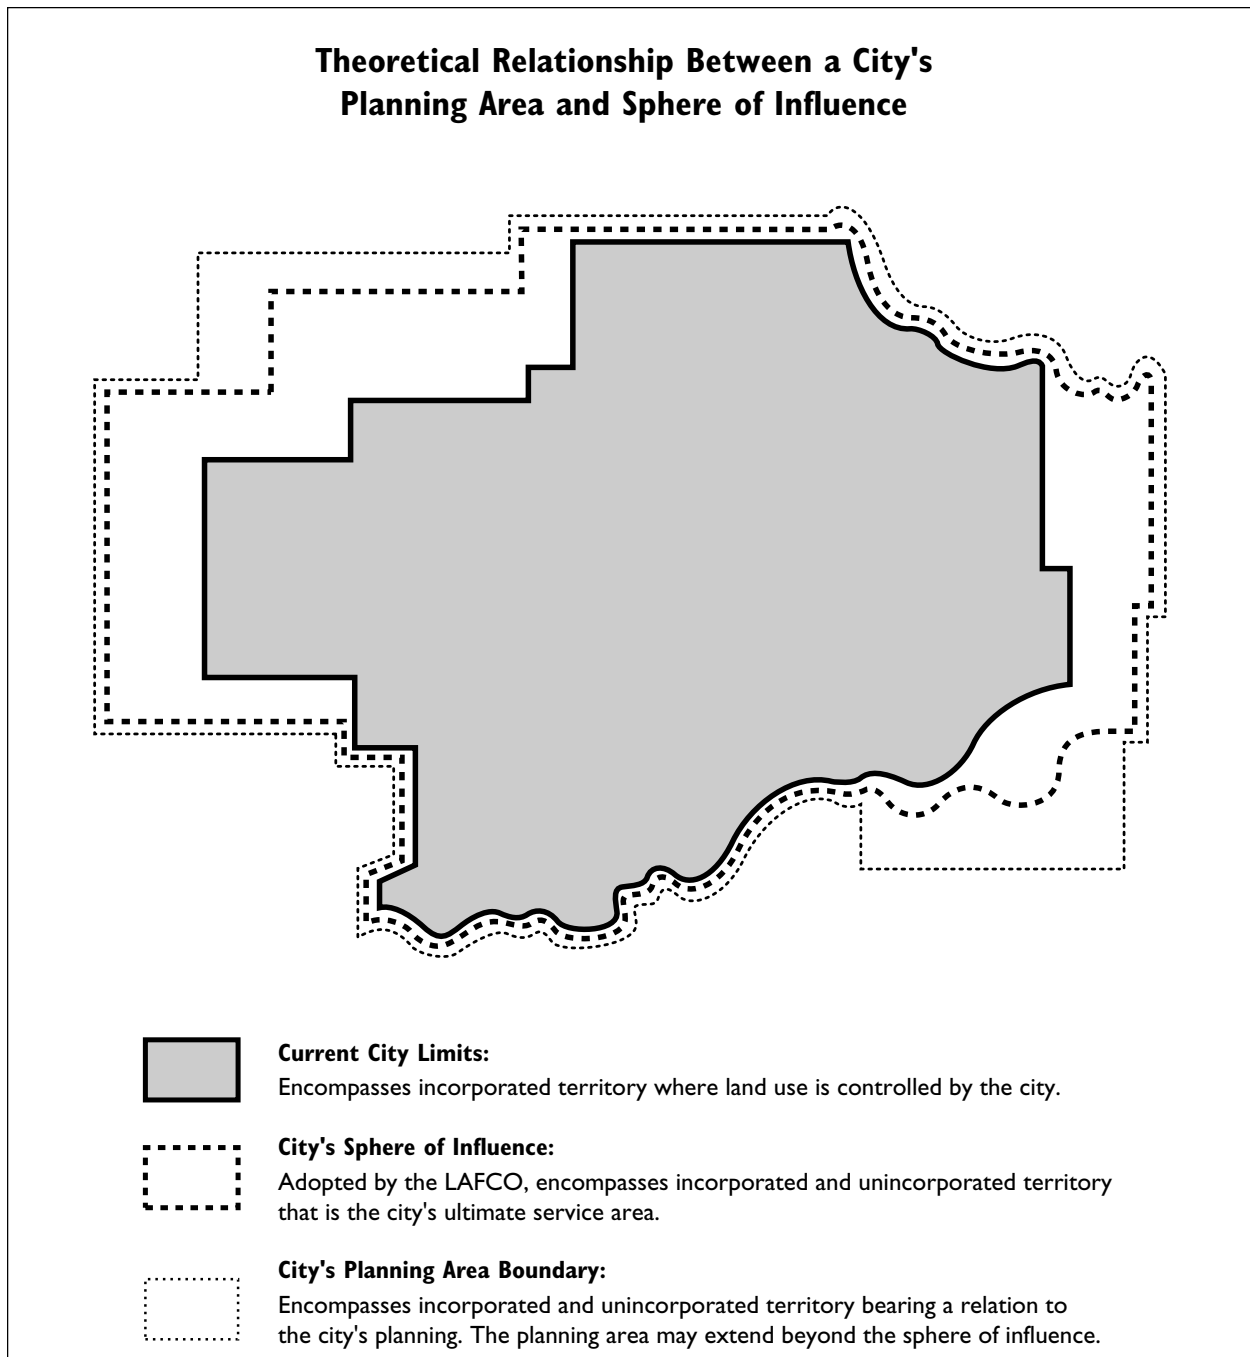 Theoretical Relationship Between a City's
Planning Area and Sphere of Influence
Current City Limits:
Encompasses incorporated territory where land use is controlled by the city.
City's Sphere of Influence:
Adopted by the LAFCO, encompasses incorporated and unincorporated territory
that is the city's ultimate service area.
City's Planning Area Boundary:
Encompasses incorporated and unincorporated territory bearing a relation to
the city's planning. The planning area may extend beyond the sphere of influence.